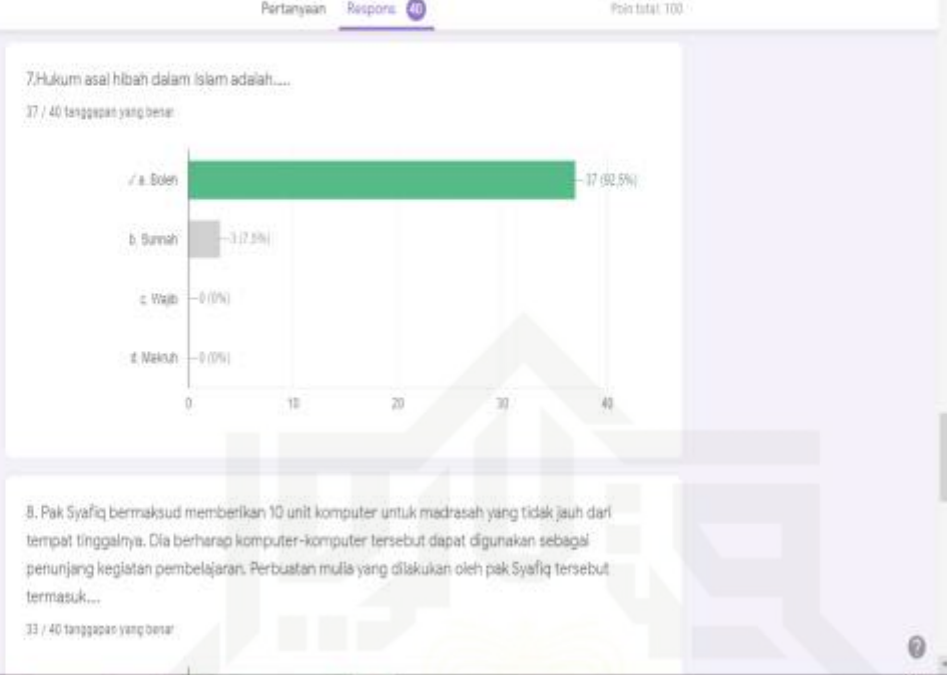 Pertanyaan Respons 40 Poin total: 100
7.Hukum asal hibah dalam Islam adalah.....
37 / 40 tanggapan yang benar
✓ a. Boleh 37 (92,5%)
b. Sunnah 3 (7,5%)
c. Wajib 0 (0%)
d. Makruh 0 (0%)
0 10 20 30 40
8. Pak Syafiq bermaksud memberikan 10 unit komputer untuk madrasah yang tidak jauh dari
tempat tinggalnya. Dia berharap komputer-komputer tersebut dapat digunakan sebagai
penunjang kegiatan pembelajaran. Perbuatan mulia yang dilakukan oleh pak Syafiq tersebut
termasuk....
33 / 40 tanggapan yang benar
?